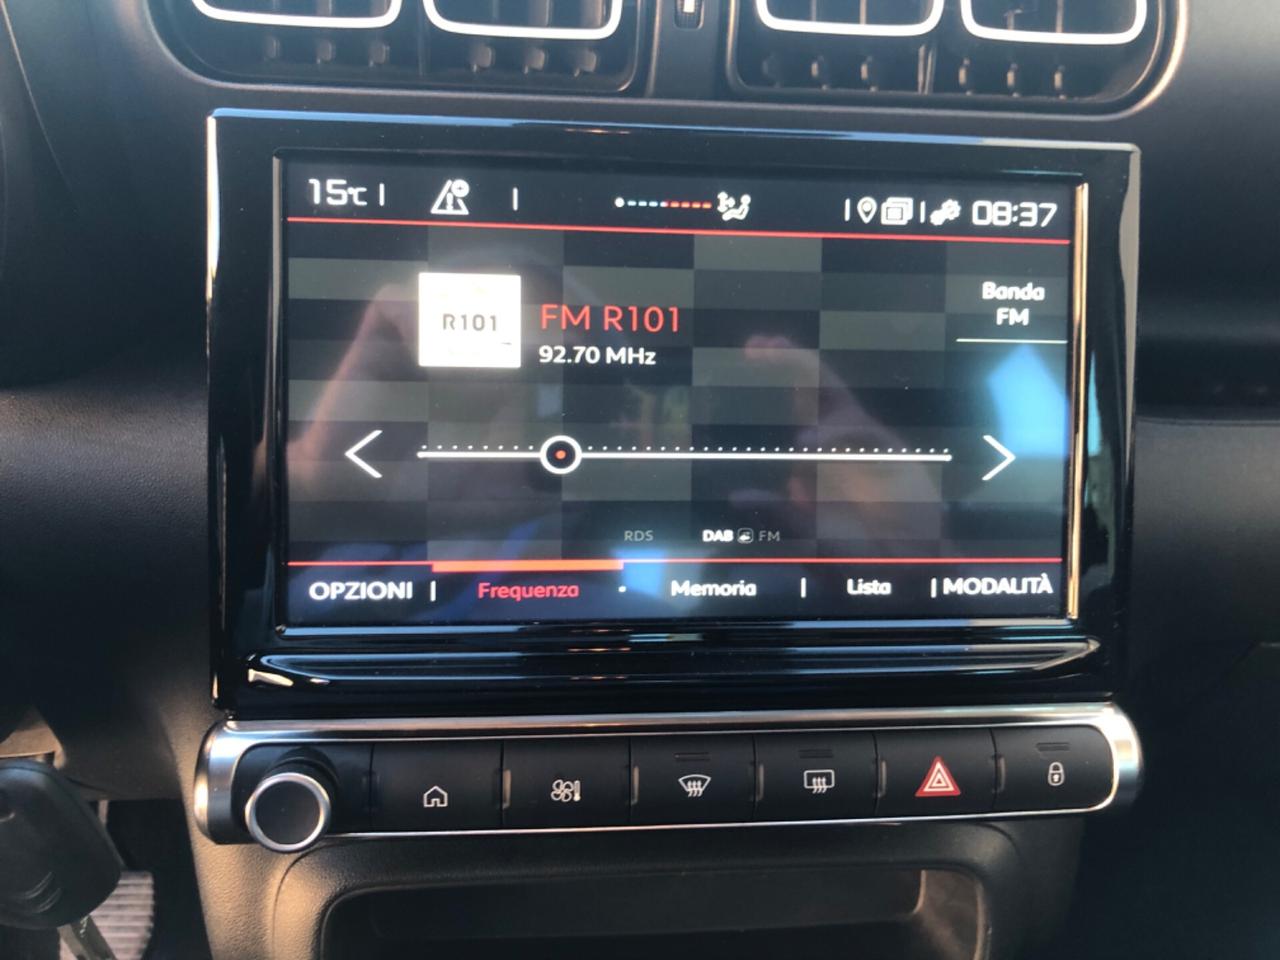 15°C
08:37
R101
FM R101
92.70 MHz
Banda
FM
RDS
DAB FM
OPZIONI
Frequenza
Memoria
Lista
MODALITÀ